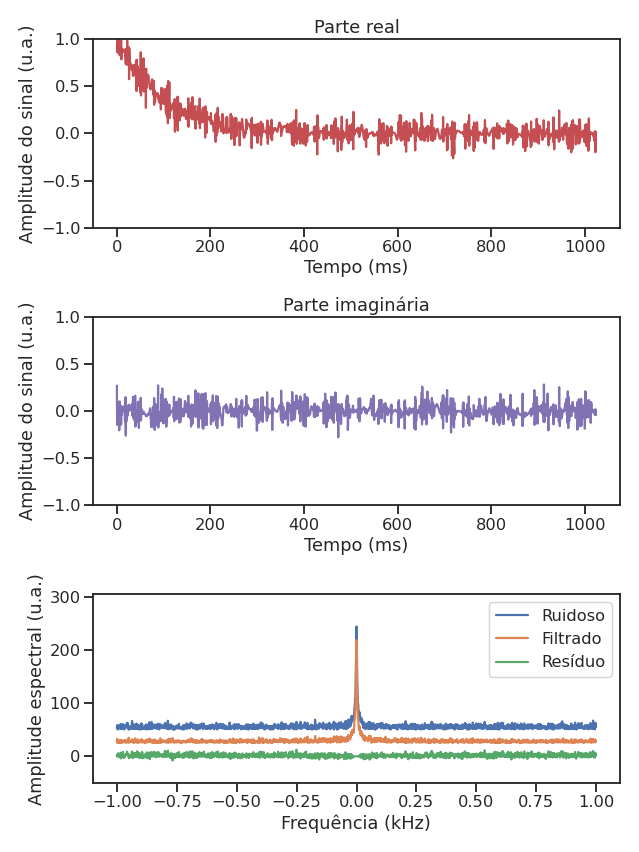 Parte real
Amplitude do sinal (u.a.)
1.0
0.5
0.0
−0.5
−1.0
0 200 400 600 800 1000
Tempo (ms)
Parte imaginária
Amplitude do sinal (u.a.)
1.0
0.5
0.0
−0.5
−1.0
0 200 400 600 800 1000
Tempo (ms)
Amplitude espectral (u.a.)
300
200
100
0
Ruidoso
Filtrado
Resíduo
−1.00 −0.75 −0.50 −0.25 0.00 0.25 0.50 0.75 1.00
Frequência (kHz)